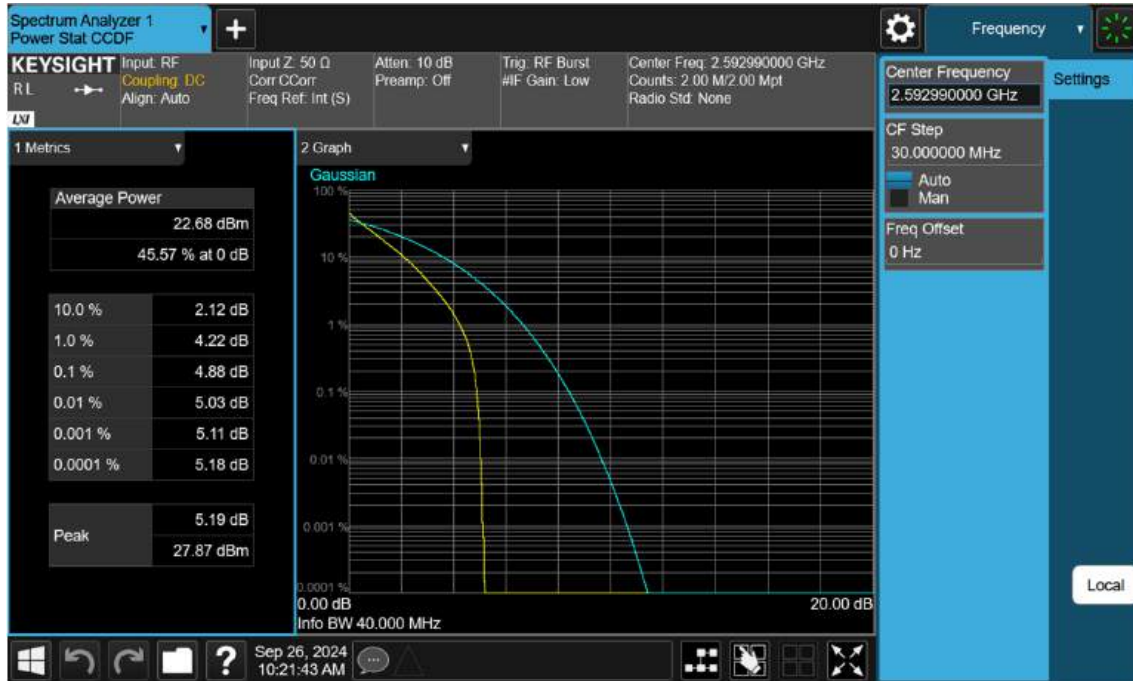 Spectrum Analyzer 1
Power Stat CCDF
+
Frequency
KEYSIGHT
R L
LXI
Input: RF
Coupling: DC
Align: Auto
Input Z: 50 Ω
Corr CCorr
Freq Ref: Int (S)
Atten: 10 dB
Preamp: Off
Trig: RF Burst
#IF Gain: Low
Center Freq: 2.592990000 GHz
Counts: 2.00 M/2.00 Mpt
Radio Std: None
Center Frequency
2.592990000 GHz
Settings
CF Step
30.000000 MHz
Auto
Man
Freq Offset
0 Hz
1 Metrics
Average Power
22.68 dBm
45.57 % at 0 dB
10.0 % 2.12 dB
1.0 % 4.22 dB
0.1 % 4.88 dB
0.01 % 5.03 dB
0.001 % 5.11 dB
0.0001 % 5.18 dB
Peak
5.19 dB
27.87 dBm
2 Graph
Gaussian
100 %
10 %
1 %
0.1 %
0.01 %
0.001 %
0.0001 %
0.00 dB 20.00 dB
Info BW 40.000 MHz
Local
?
Sep 26, 2024
10:21:43 AM